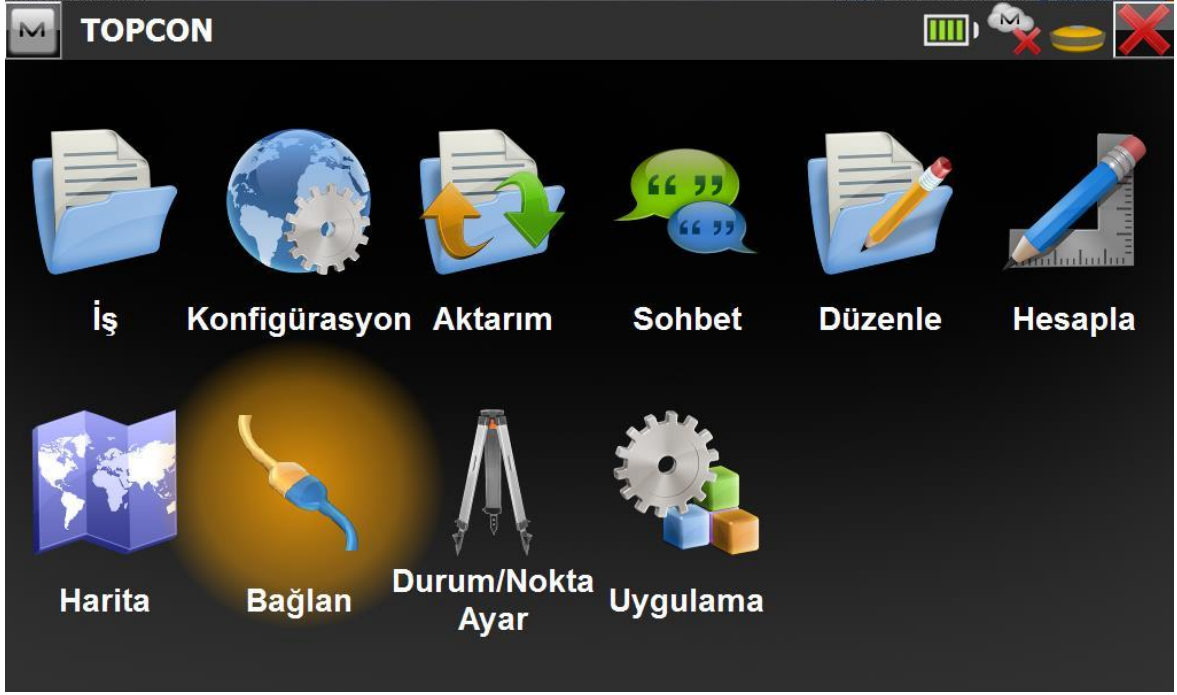 TOPCON
İş
Konfigürasyon
Aktarım
Sohbet
Düzenle
Hesapla
Harita
Bağlan
Durum/Nokta
Ayar
Uygulama